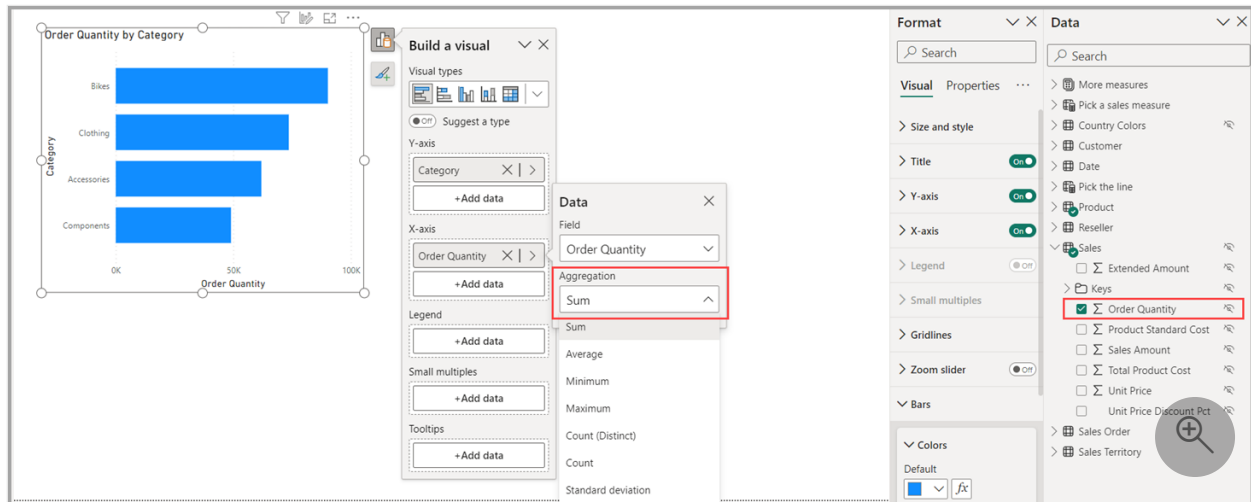 Order Quantity by Category
Category
Bikes
Clothing
Accessories
Components
0K 50K 100K
Order Quantity
Build a visual
Visual types
Off Suggest a type
Y-axis
Category
+Add data
X-axis
Order Quantity
+Add data
Legend
+Add data
Small multiples
+Add data
Tooltips
+Add data
Data
Field
Order Quantity
Aggregation
Sum
Sum
Average
Minimum
Maximum
Count (Distinct)
Count
Standard deviation
Format
Search
Visual Properties
Size and style
Title On
Y-axis On
X-axis On
Legend Off
Small multiples
Gridlines
Zoom slider Off
Bars
Colors
Default
fx
Data
Search
More measures
Pick a sales measure
Country Colors
Customer
Date
Pick the line
Product
Reseller
Sales
Σ Extended Amount
Keys
Σ Order Quantity
Σ Product Standard Cost
Σ Sales Amount
Σ Total Product Cost
Σ Unit Price
Unit Price Discount Pct
Sales Order
Sales Territory